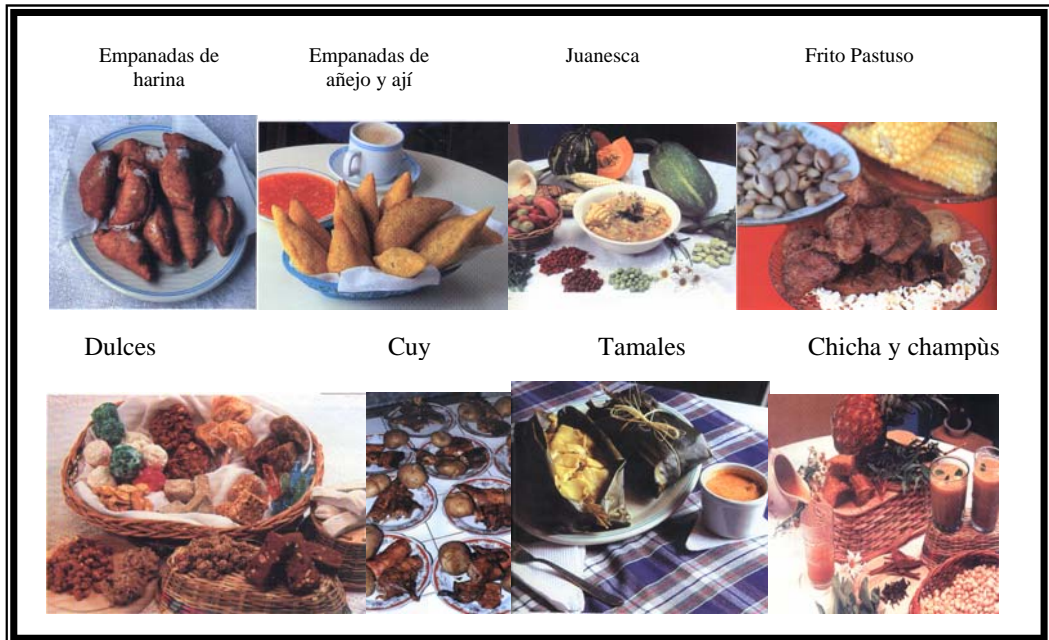 Empanadas de
harina
Empanadas de
añejo y ají
Juanesca
Frito Pastuso
Dulces
Cuy
Tamales
Chicha y champùs